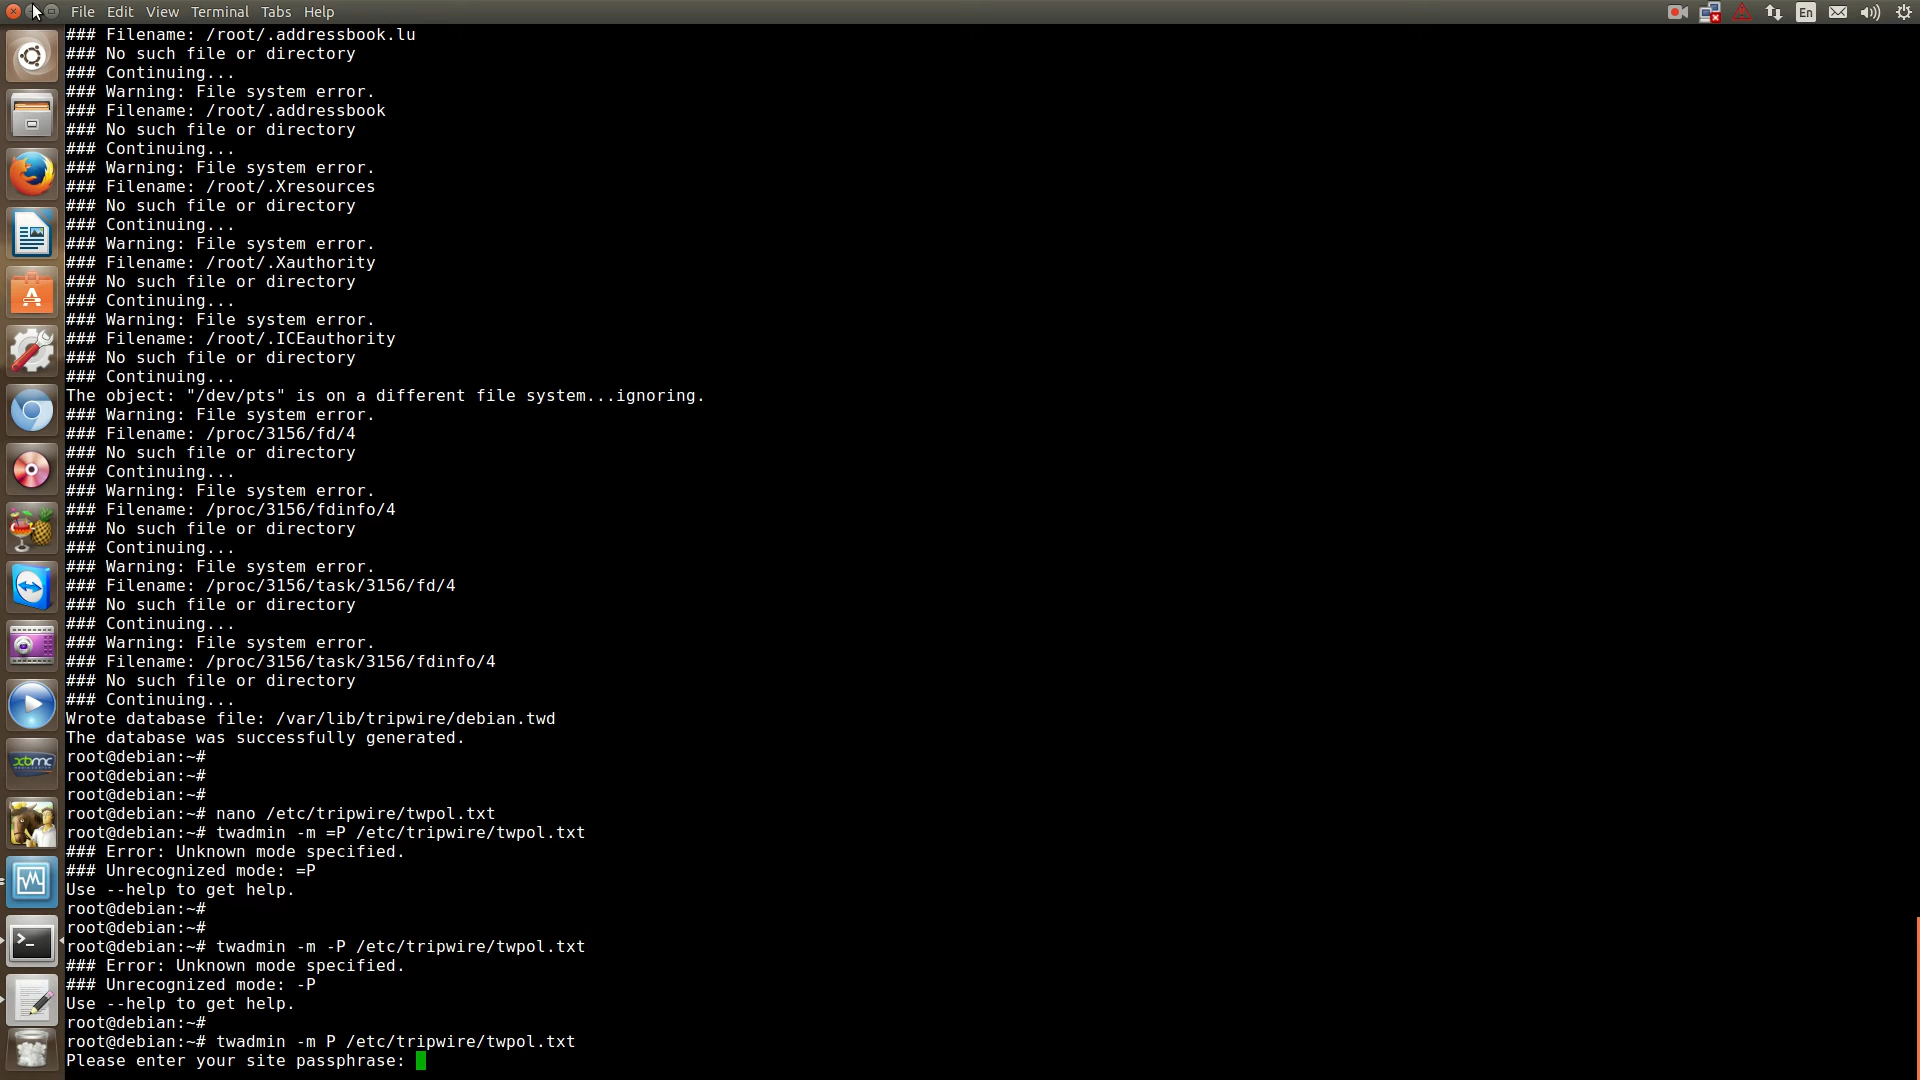 File Edit View Terminal Tabs Help
En
### Filename: /root/.addressbook.lu
### No such file or directory
### Continuing...
### Warning: File system error.
### Filename: /root/.addressbook
### No such file or directory
### Continuing...
### Warning: File system error.
### Filename: /root/.Xresources
### No such file or directory
### Continuing...
### Warning: File system error.
### Filename: /root/.Xauthority
### No such file or directory
### Continuing...
### Warning: File system error.
### Filename: /root/.ICEauthority
### No such file or directory
### Continuing...
The object: "/dev/pts" is on a different file system...ignoring.
### Warning: File system error.
### Filename: /proc/3156/fd/4
### No such file or directory
### Continuing...
### Warning: File system error.
### Filename: /proc/3156/fdinfo/4
### No such file or directory
### Continuing...
### Warning: File system error.
### Filename: /proc/3156/task/3156/fd/4
### No such file or directory
### Continuing...
### Warning: File system error.
### Filename: /proc/3156/task/3156/fdinfo/4
### No such file or directory
### Continuing...
Wrote database file: /var/lib/tripwire/debian.twd
The database was successfully generated.
root@debian:~#
root@debian:~#
root@debian:~#
root@debian:~# nano /etc/tripwire/twpol.txt
root@debian:~# twadmin -m =P /etc/tripwire/twpol.txt
### Error: Unknown mode specified.
### Unrecognized mode: =P
Use --help to get help.
root@debian:~#
root@debian:~#
root@debian:~# twadmin -m -P /etc/tripwire/twpol.txt
### Error: Unknown mode specified.
### Unrecognized mode: -P
Use --help to get help.
root@debian:~#
root@debian:~# twadmin -m P /etc/tripwire/twpol.txt
Please enter your site passphrase:
xbmc